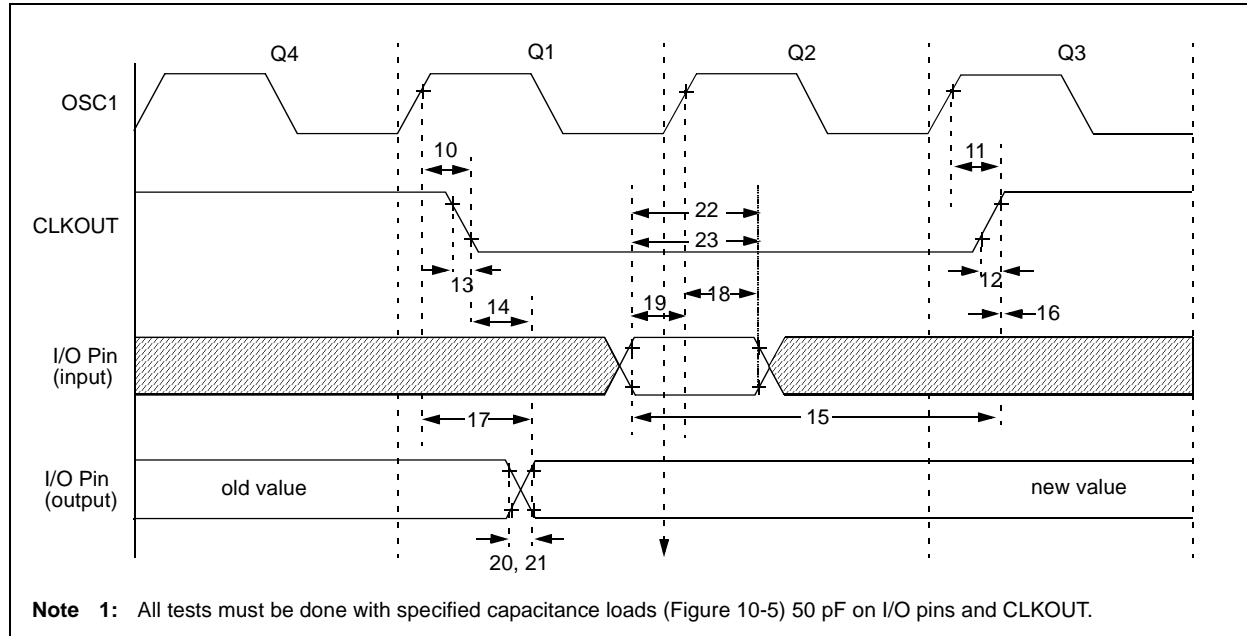 Q4
Q1
Q2
Q3
OSC1
10
11
22
CLKOUT
23
13
12
14
19
18
16
I/O Pin
(input)
17
15
I/O Pin
(output)
old value
new value
20, 21
Note 1: All tests must be done with specified capacitance loads (Figure 10-5) 50 pF on I/O pins and CLKOUT.